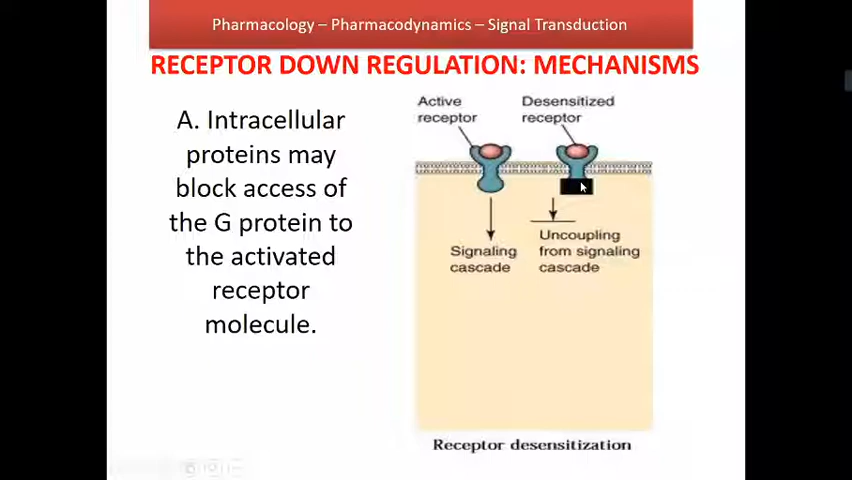 Pharmacology – Pharmacodynamics – Signal Transduction
RECEPTOR DOWN REGULATION: MECHANISMS
A. Intracellular
proteins may
block access of
the G protein to
the activated
receptor
molecule.
Active
receptor
Desensitized
receptor
Signaling
cascade
Uncoupling
from signaling
cascade
Receptor desensitization